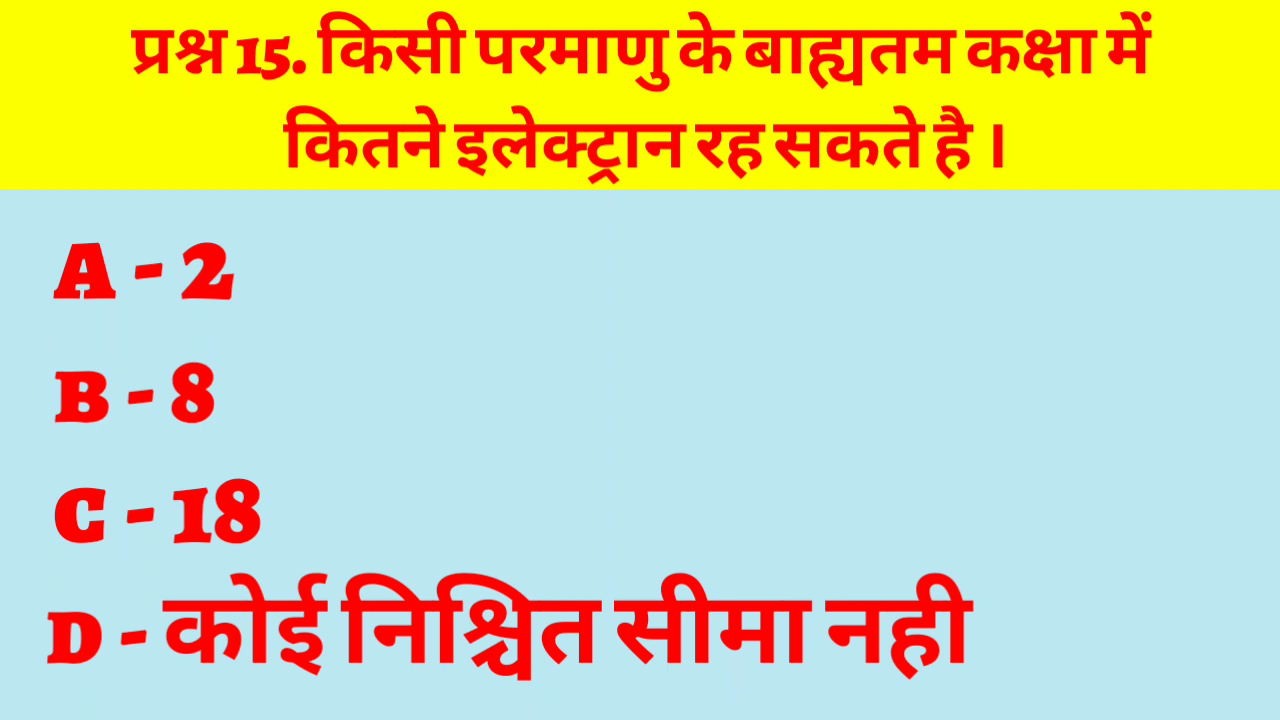 प्रश्न 15. किसी परमाणु के बाह्यतम कक्षा में
कितने इलेक्ट्रान रह सकते है ।
A - 2
B - 8
C - 18
D - कोई निश्चित सीमा नही